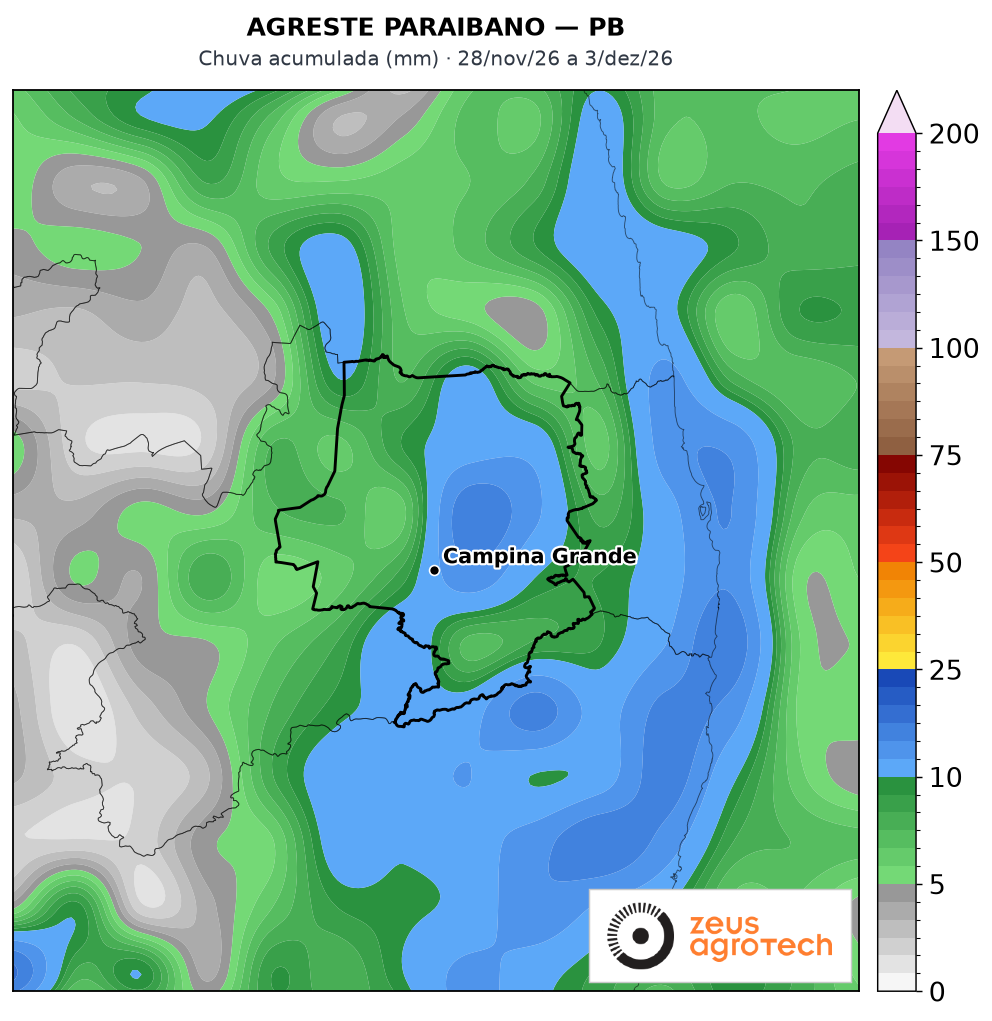 AGRESTE PARAIBANO — PB
Chuva acumulada (mm) · 28/nov/26 a 3/dez/26
200
150
100
75
50
25
10
5
0
Campina Grande
zeus
agrotech